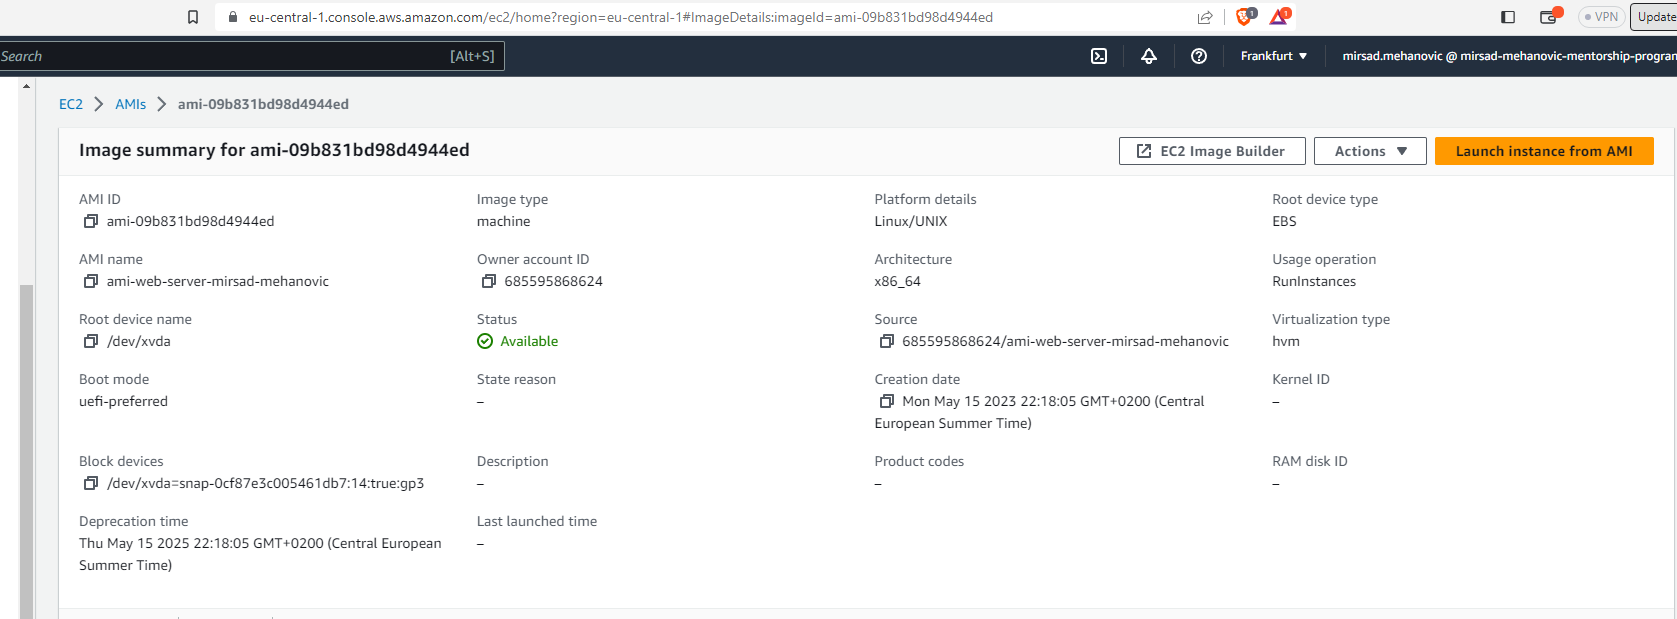 eu-central-1.console.aws.amazon.com/ec2/home?region=eu-central-1#ImageDetails:imageId=ami-09b831bd98d4944ed
1
1
VPN
Update
Search
[Alt+S]
Frankfurt
mirsad.mehanovic @ mirsad-mehanovic-mentorship-progran
EC2
AMIs
ami-09b831bd98d4944ed
Image summary for ami-09b831bd98d4944ed
EC2 Image Builder
Actions
Launch instance from AMI
AMI ID
ami-09b831bd98d4944ed
Image type
machine
Platform details
Linux/UNIX
Root device type
EBS
AMI name
ami-web-server-mirsad-mehanovic
Owner account ID
685595868624
Architecture
x86_64
Usage operation
RunInstances
Root device name
/dev/xvda
Status
Available
Source
685595868624/ami-web-server-mirsad-mehanovic
Virtualization type
hvm
Boot mode
uefi-preferred
State reason
–
Creation date
Mon May 15 2023 22:18:05 GMT+0200 (Central
European Summer Time)
Kernel ID
–
Block devices
/dev/xvda=snap-0cf87e3c005461db7:14:true:gp3
Description
–
Product codes
–
RAM disk ID
–
Deprecation time
Thu May 15 2025 22:18:05 GMT+0200 (Central European
Summer Time)
Last launched time
–